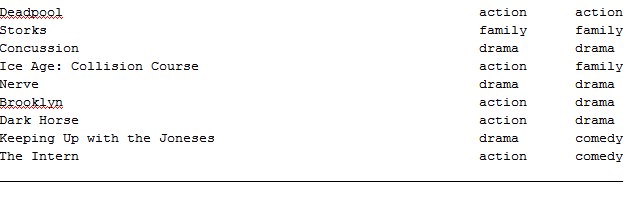 Deadpool action action
Storks family family
Concussion drama drama
Ice Age: Collision Course action family
Nerve drama drama
Brooklyn action drama
Dark Horse action drama
Keeping Up with the Joneses drama comedy
The Intern action comedy